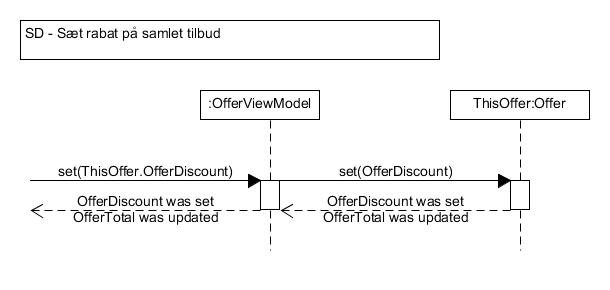 SD - Sæt rabat på samlet tilbud
:OfferViewModel
ThisOffer:Offer
set(ThisOffer.OfferDiscount)
set(OfferDiscount)
OfferDiscount was set
OfferTotal was updated
OfferDiscount was set
OfferTotal was updated